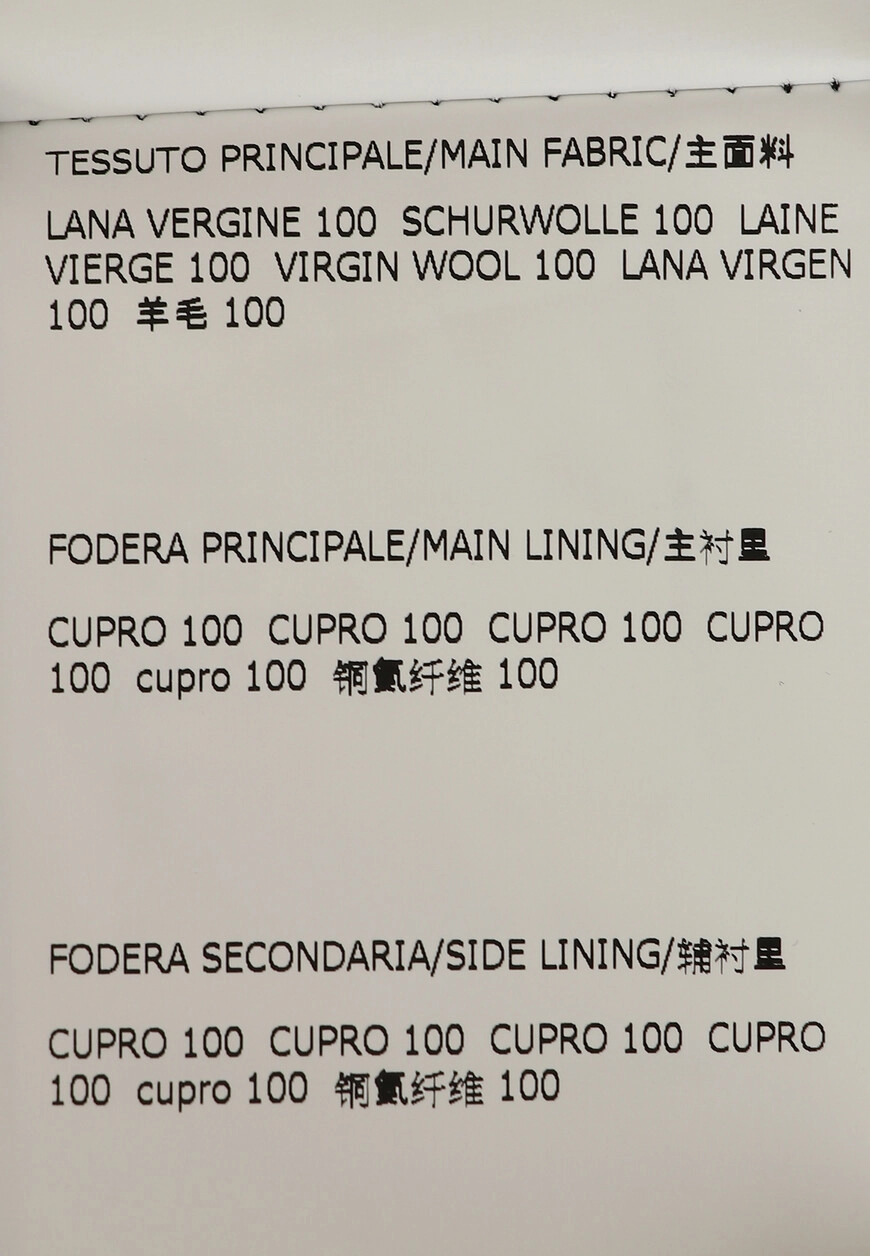 TESSUTO PRINCIPALE/MAIN FABRIC/主面料
LANA VERGINE 100 SCHURWOLLE 100 LAINE
VIERGE 100 VIRGIN WOOL 100 LANA VIRGEN
100 羊毛 100
FODERA PRINCIPALE/MAIN LINING/主衬里
CUPRO 100 CUPRO 100 CUPRO 100 CUPRO
100 cupro 100 铜氨纤维 100
FODERA SECONDARIA/SIDE LINING/辅衬里
CUPRO 100 CUPRO 100 CUPRO 100 CUPRO
100 cupro 100 铜氨纤维 100